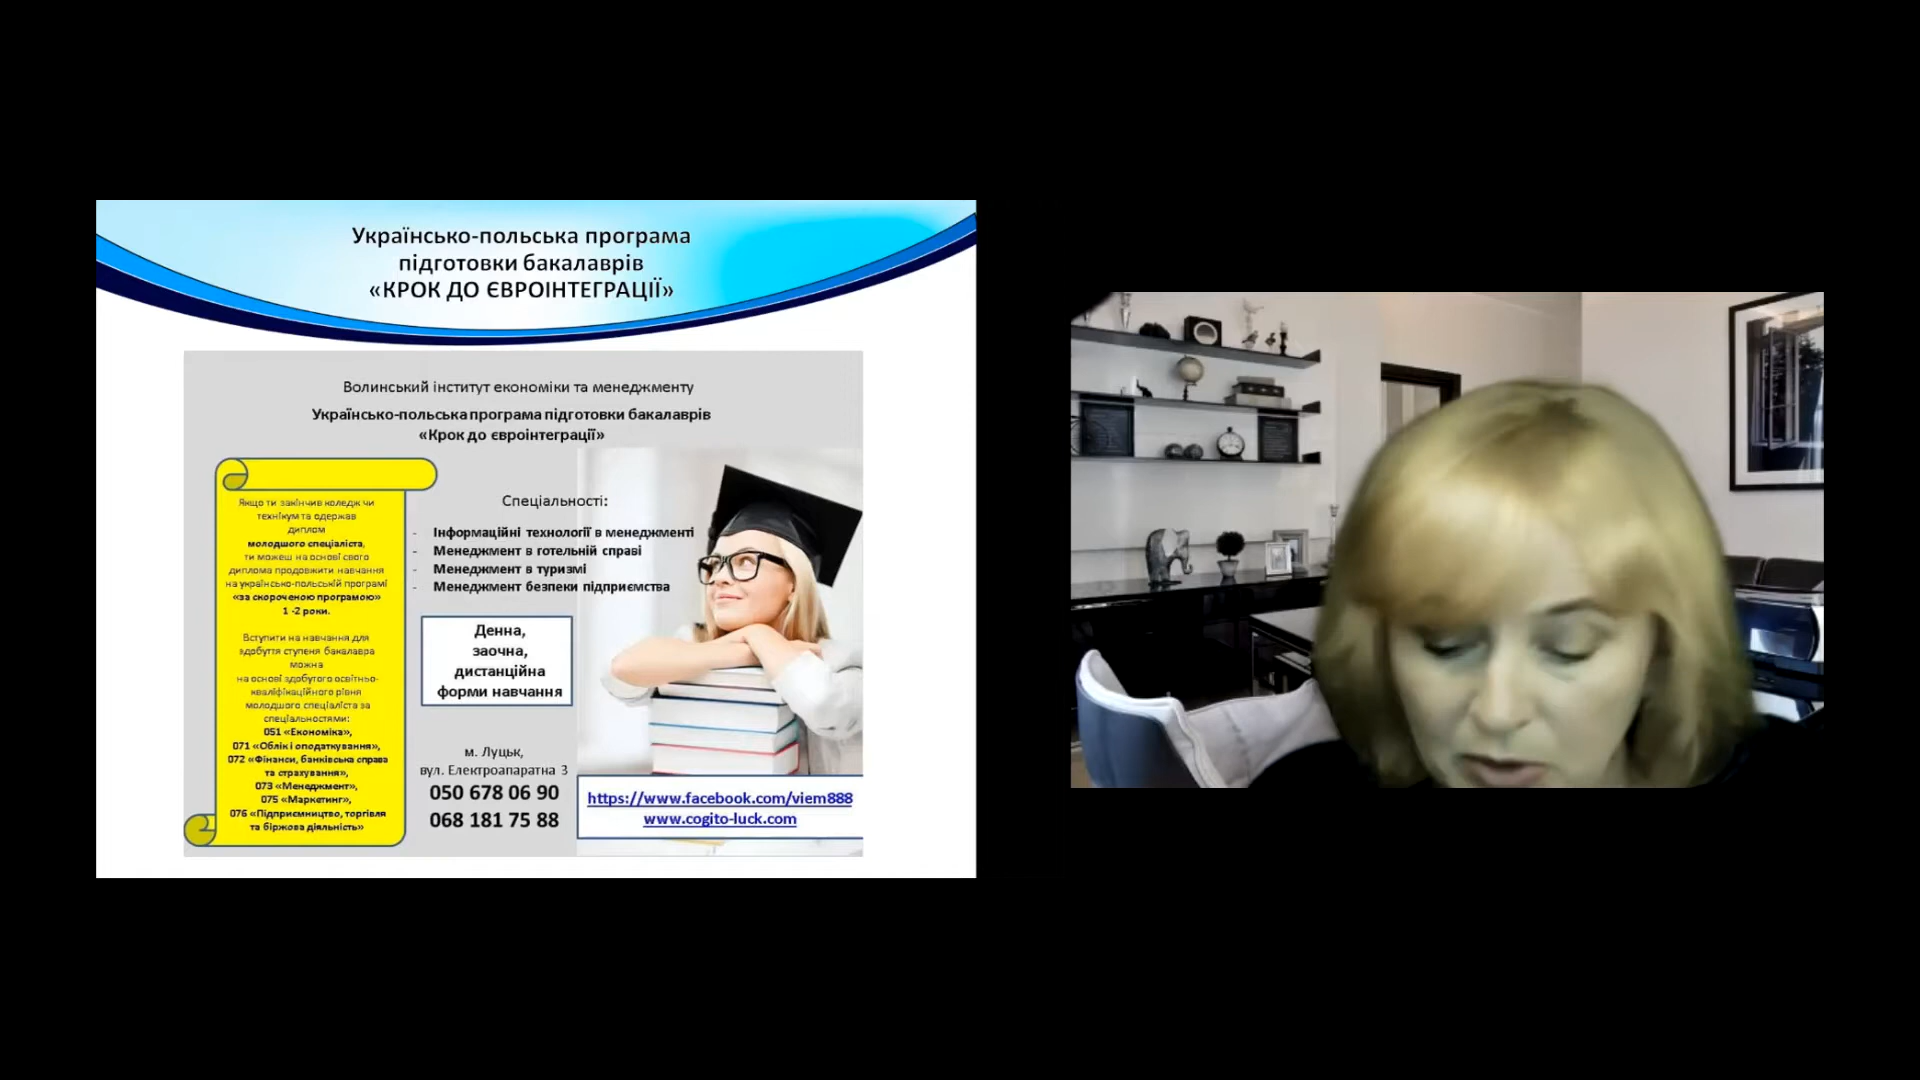 Українсько-польська програма
підготовки бакалаврів
«КРОК ДО ЄВРОІНТЕГРАЦІЇ»
Волинський інститут економіки та менеджменту
Українсько-польська програма підготовки бакалаврів
«Крок до євроінтеграції»
Якщо ти закінчив коледж чи
технікум та одержав
диплом
молодшого спеціаліста,
ти можеш на основі свого
диплома продовжити навчання
на українсько-польській програмі
«за скороченою програмою»
1 -2 роки.
Вступити на навчання для
здобуття ступеня бакалавра
можна
на основі здобутого освітньо-
кваліфікаційного рівня
молодшого спеціаліста за
спеціальностями:
051 «Економіка»,
071 «Облік і оподаткування»,
072 «Фінанси, банківська справа
та страхування»,
073 «Менеджмент»,
075 «Маркетинг»,
076 «Підприємництво, торгівля
та біржова діяльність»
Спеціальності:
- Інформаційні технології в менеджменті
- Менеджмент в готельній справі
- Менеджмент в туризмі
- Менеджмент безпеки підприємства
Денна,
заочна,
дистанційна
форми навчання
м. Луцьк,
вул. Електроапаратна 3
050 678 06 90
068 181 75 88
https://www.facebook.com/viem888
www.cogito-luck.com